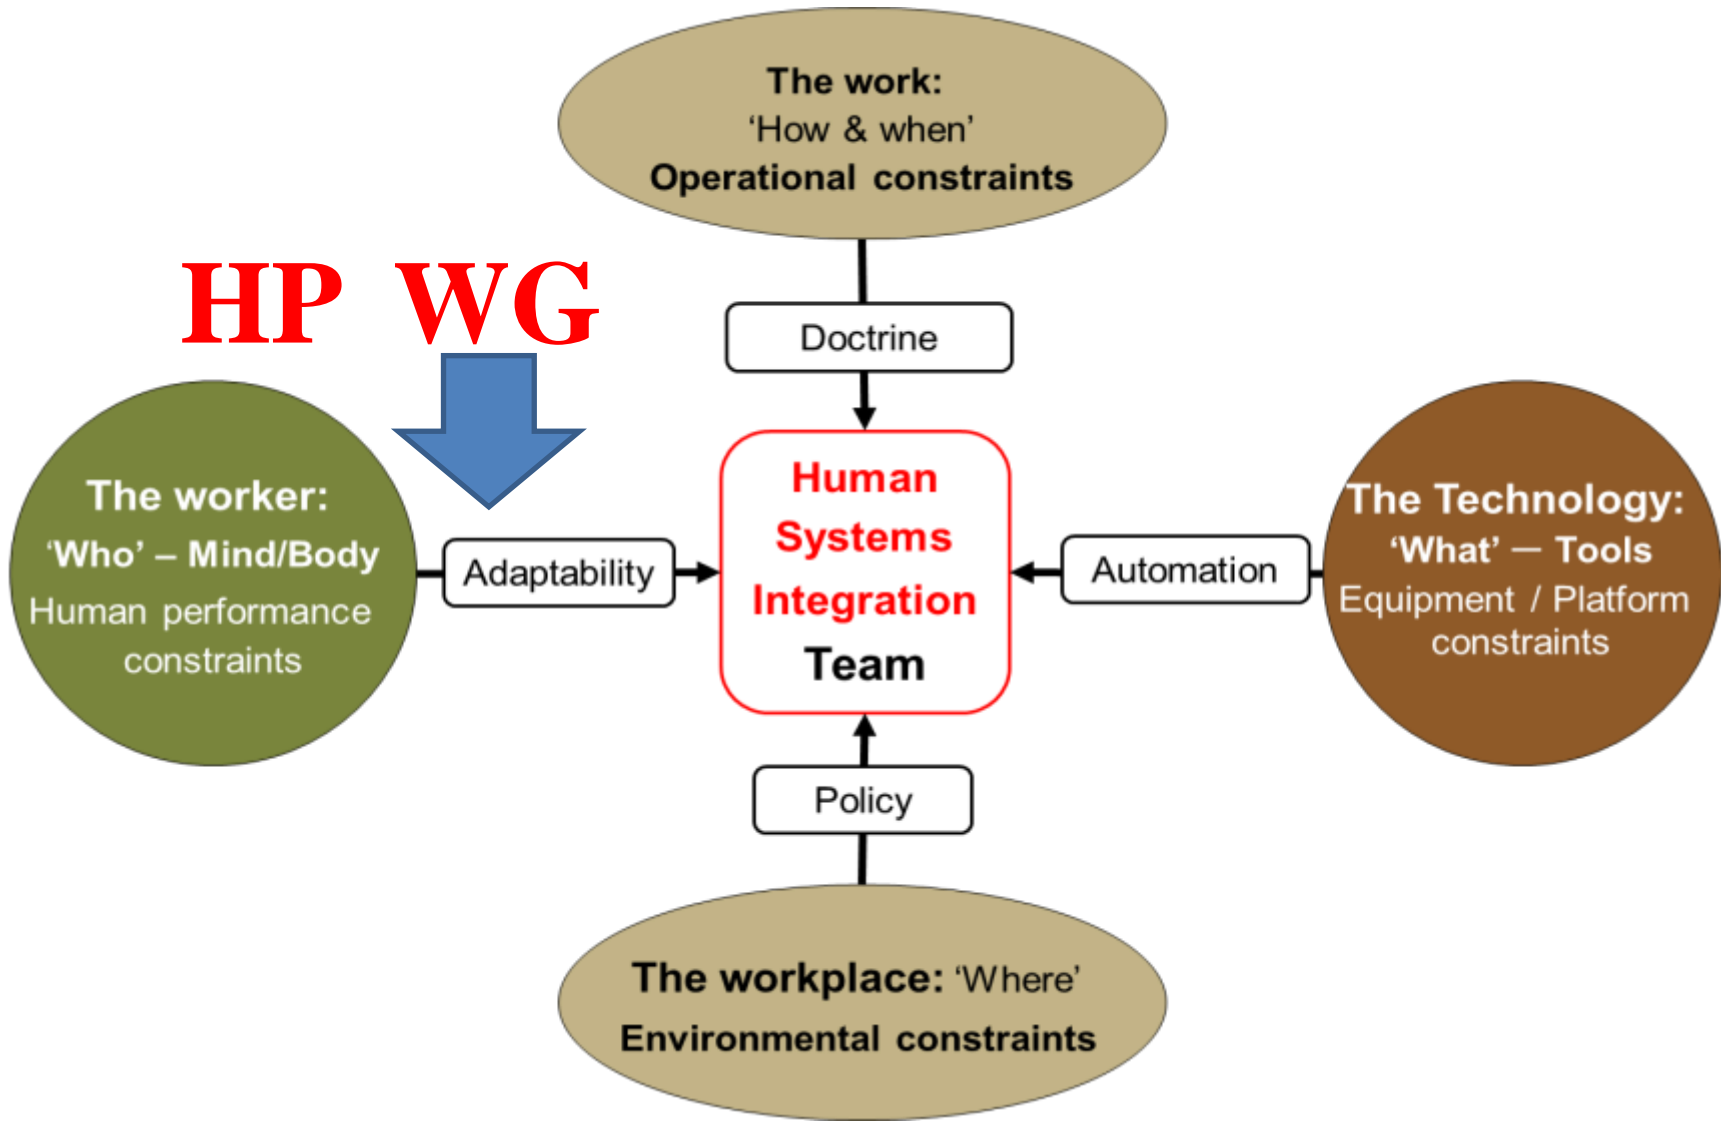 The work:
‘How & when’
Operational constraints
HP WG
Doctrine
The worker:
‘Who’ – Mind/Body
Human performance
constraints
Adaptability
Human
Systems
Integration
Team
Automation
The Technology:
‘What’ — Tools
Equipment / Platform
constraints
Policy
The workplace: ‘Where’
Environmental constraints